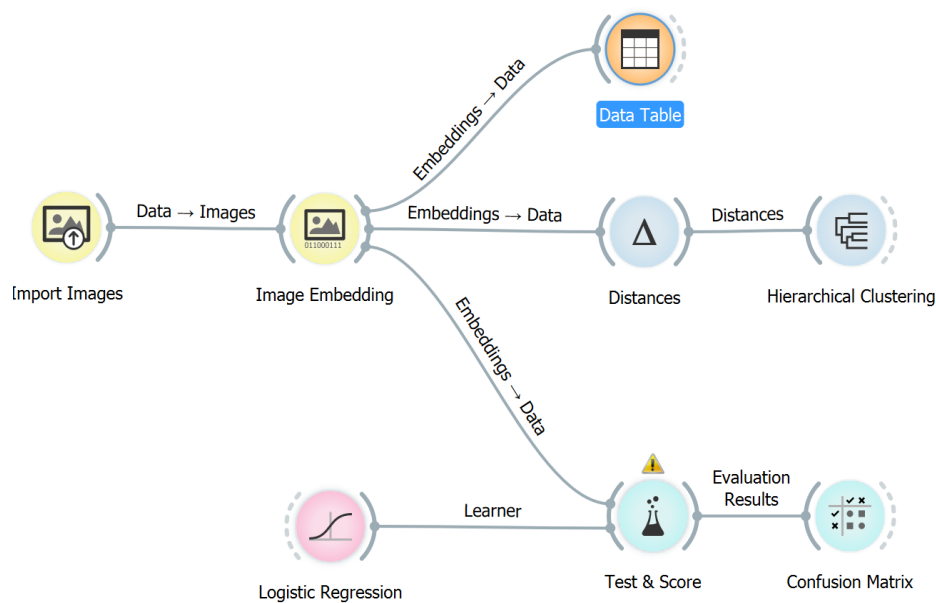 Data Table
Embeddings → Data
Data → Images
Embeddings → Data
Distances
011000111
Import Images
Image Embedding
Distances
Hierarchical Clustering
Embeddings → Data
Evaluation
Results
Learner
Logistic Regression
Test & Score
Confusion Matrix